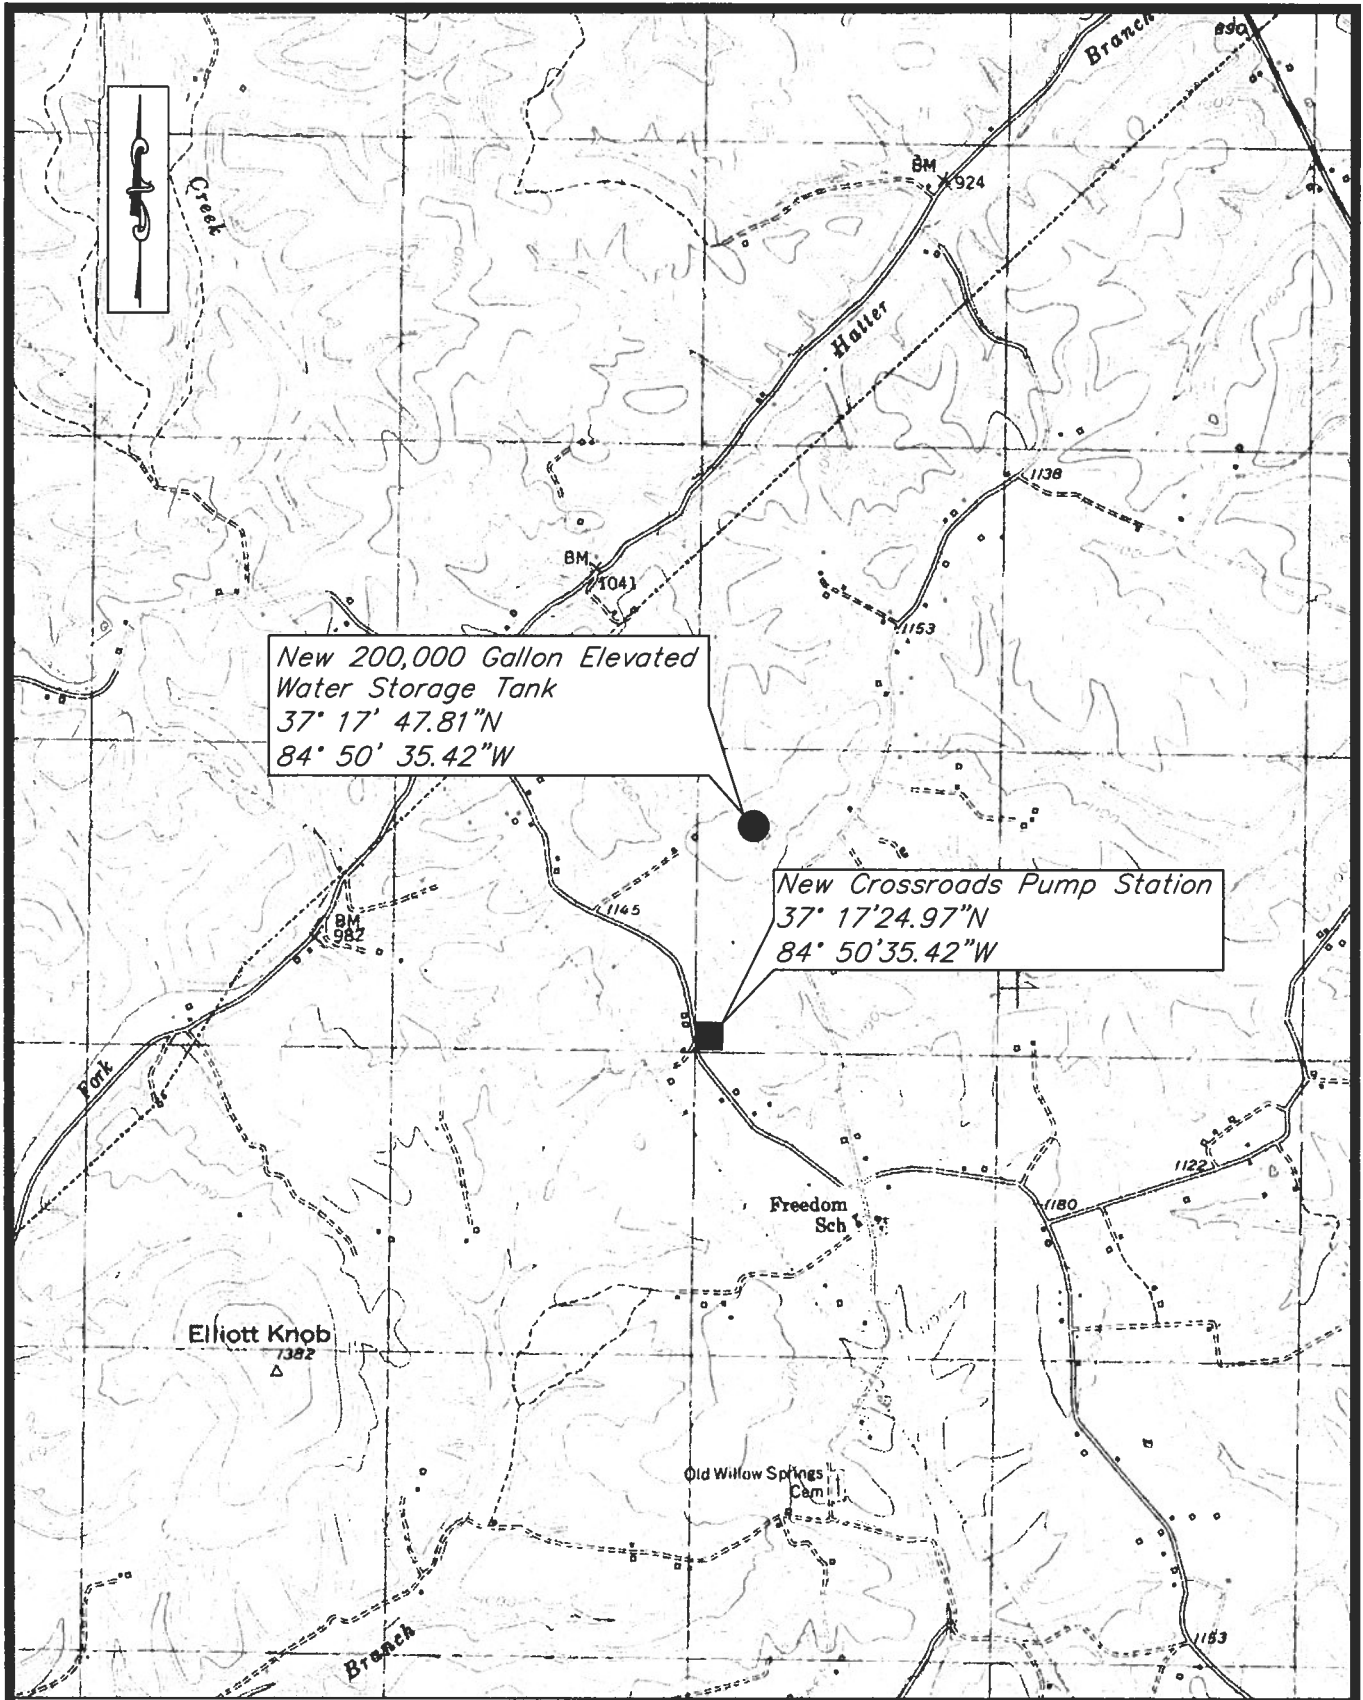 890
Branch
BM
924
Creek
Halter
1138
BM
1041
1153
New 200,000 Gallon Elevated
Water Storage Tank
37° 17' 47.81"N
84° 50' 35.42"W
New Crossroads Pump Station
37° 17'24.97"N
84° 50'35.42"W
1145
BM
982
Fork
1122
Freedom
Sch
1180
Elliott Knob
1382
Old Willow Springs
Cem
Branch
1153